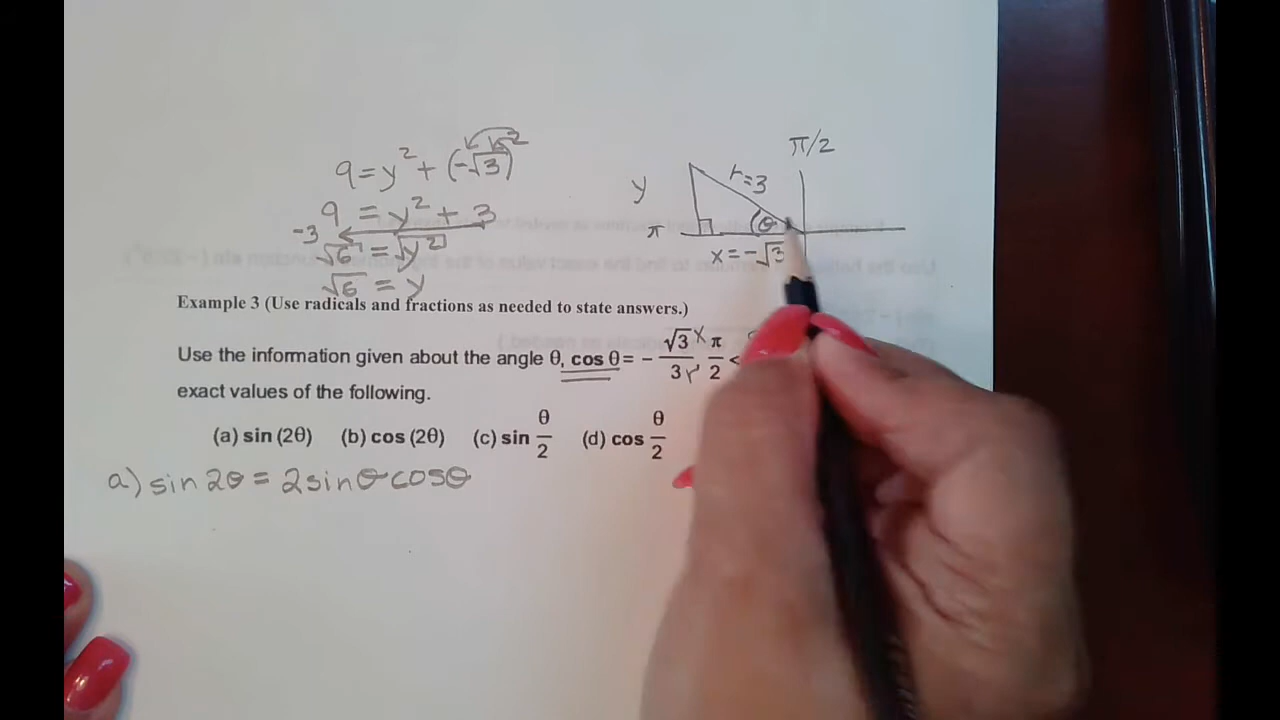 9 = y² + (-√3)²
9 = y² + 3
-3
√6 = √y²
√6 = y
π/2
y
r=3
θ
π
x = -√3
Example 3 (Use radicals and fractions as needed to state answers.)
Use the information given about the angle θ, cos θ = - √3/3, π/2 <
x
r
exact values of the following.
(a) sin (2θ) (b) cos (2θ) (c) sin θ/2 (d) cos θ/2
a) sin 2θ = 2sinθ cosθ